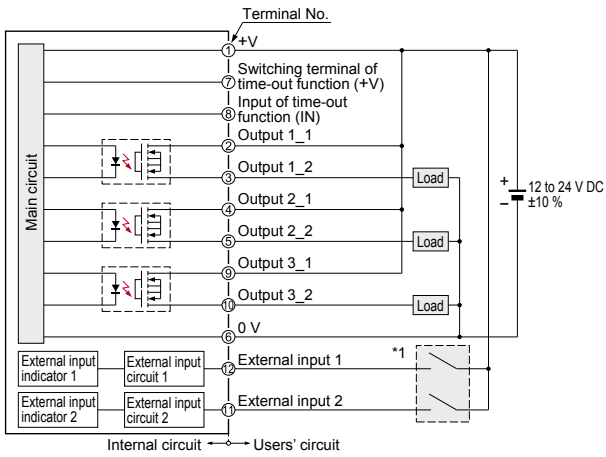 Terminal No.
① +V
⑦ Switching terminal of
time-out function (+V)
⑧ Input of time-out
function (IN)
② Output 1_1
③ Output 1_2
④ Output 2_1
⑤ Output 2_2
⑨ Output 3_1
⑩ Output 3_2
⑥ 0 V
⑫ External input 1
⑪ External input 2
Main circuit
Load
Load
Load
+
−
12 to 24 V DC
±10 %
*1
External input
indicator 1
External input
circuit 1
External input
indicator 2
External input
circuit 2
Internal circuit
Users' circuit